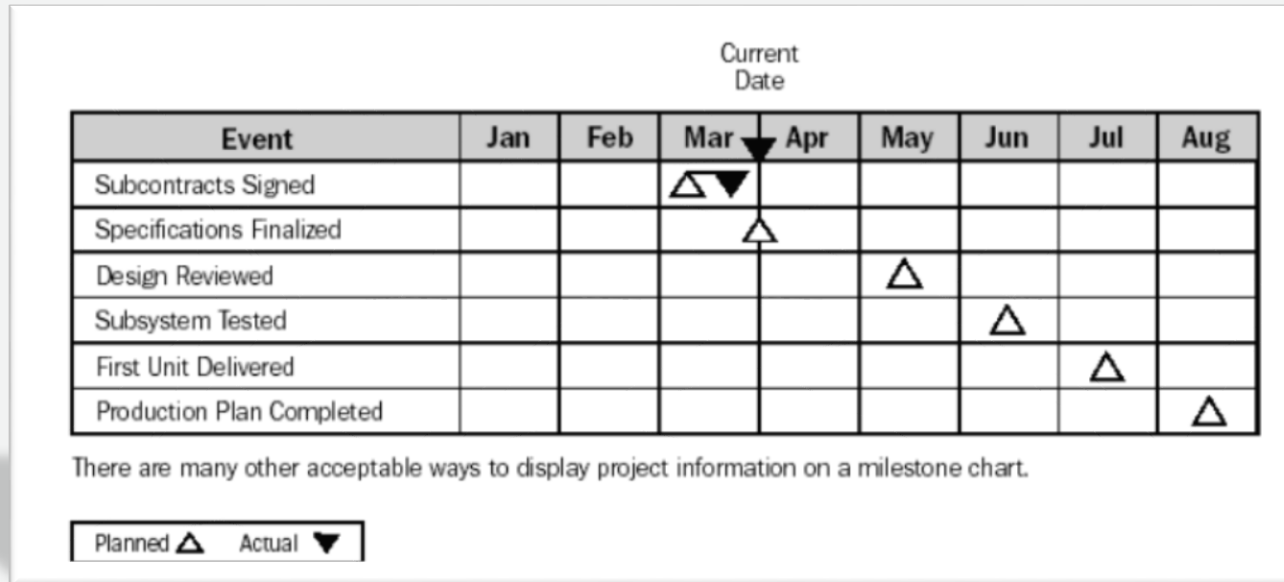 Current
Date
Event Jan Feb Mar Apr May Jun Jul Aug
Subcontracts Signed
Specifications Finalized
Design Reviewed
Subsystem Tested
First Unit Delivered
Production Plan Completed
There are many other acceptable ways to display project information on a milestone chart.
Planned Actual